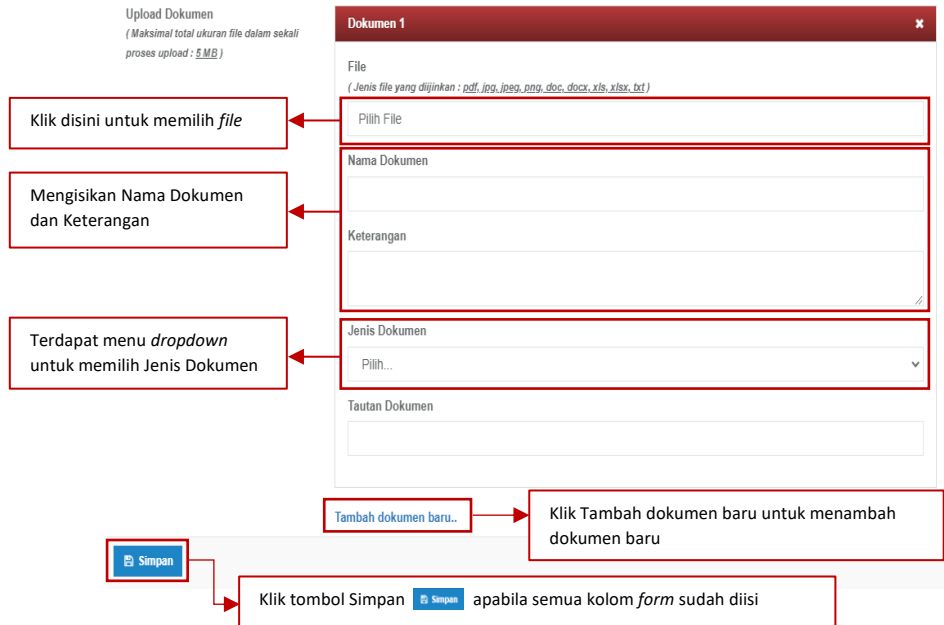 Upload Dokumen
( Maksimal total ukuran file dalam sekali
proses upload : 5 MB )
Dokumen 1
File
( Jenis file yang diijinkan : pdf, jpg, jpeg, png, doc, docx, xls, xlsx, txt )
Klik disini untuk memilih file
Pilih File
Nama Dokumen
Mengisikan Nama Dokumen
dan Keterangan
Keterangan
Jenis Dokumen
Terdapat menu dropdown
untuk memilih Jenis Dokumen
Pilih...
Tautan Dokumen
Tambah dokumen baru..
Klik Tambah dokumen baru untuk menambah
dokumen baru
Simpan
Klik tombol Simpan Simpan apabila semua kolom form sudah diisi